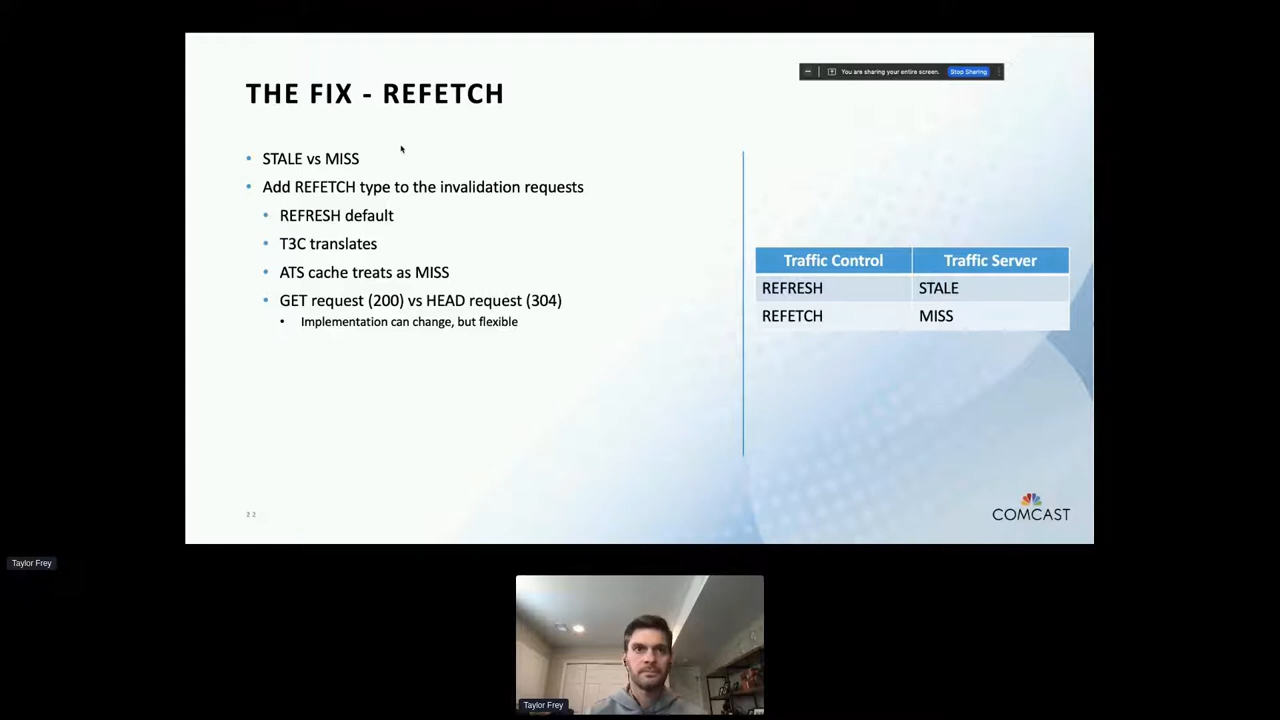 You are sharing your entire screen. Stop Sharing
THE FIX - REFETCH
• STALE vs MISS
• Add REFETCH type to the invalidation requests
• REFRESH default
• T3C translates
• ATS cache treats as MISS
• GET request (200) vs HEAD request (304)
• Implementation can change, but flexible
Traffic Control Traffic Server
REFRESH STALE
REFETCH MISS
22
COMCAST
Taylor Frey
Taylor Frey